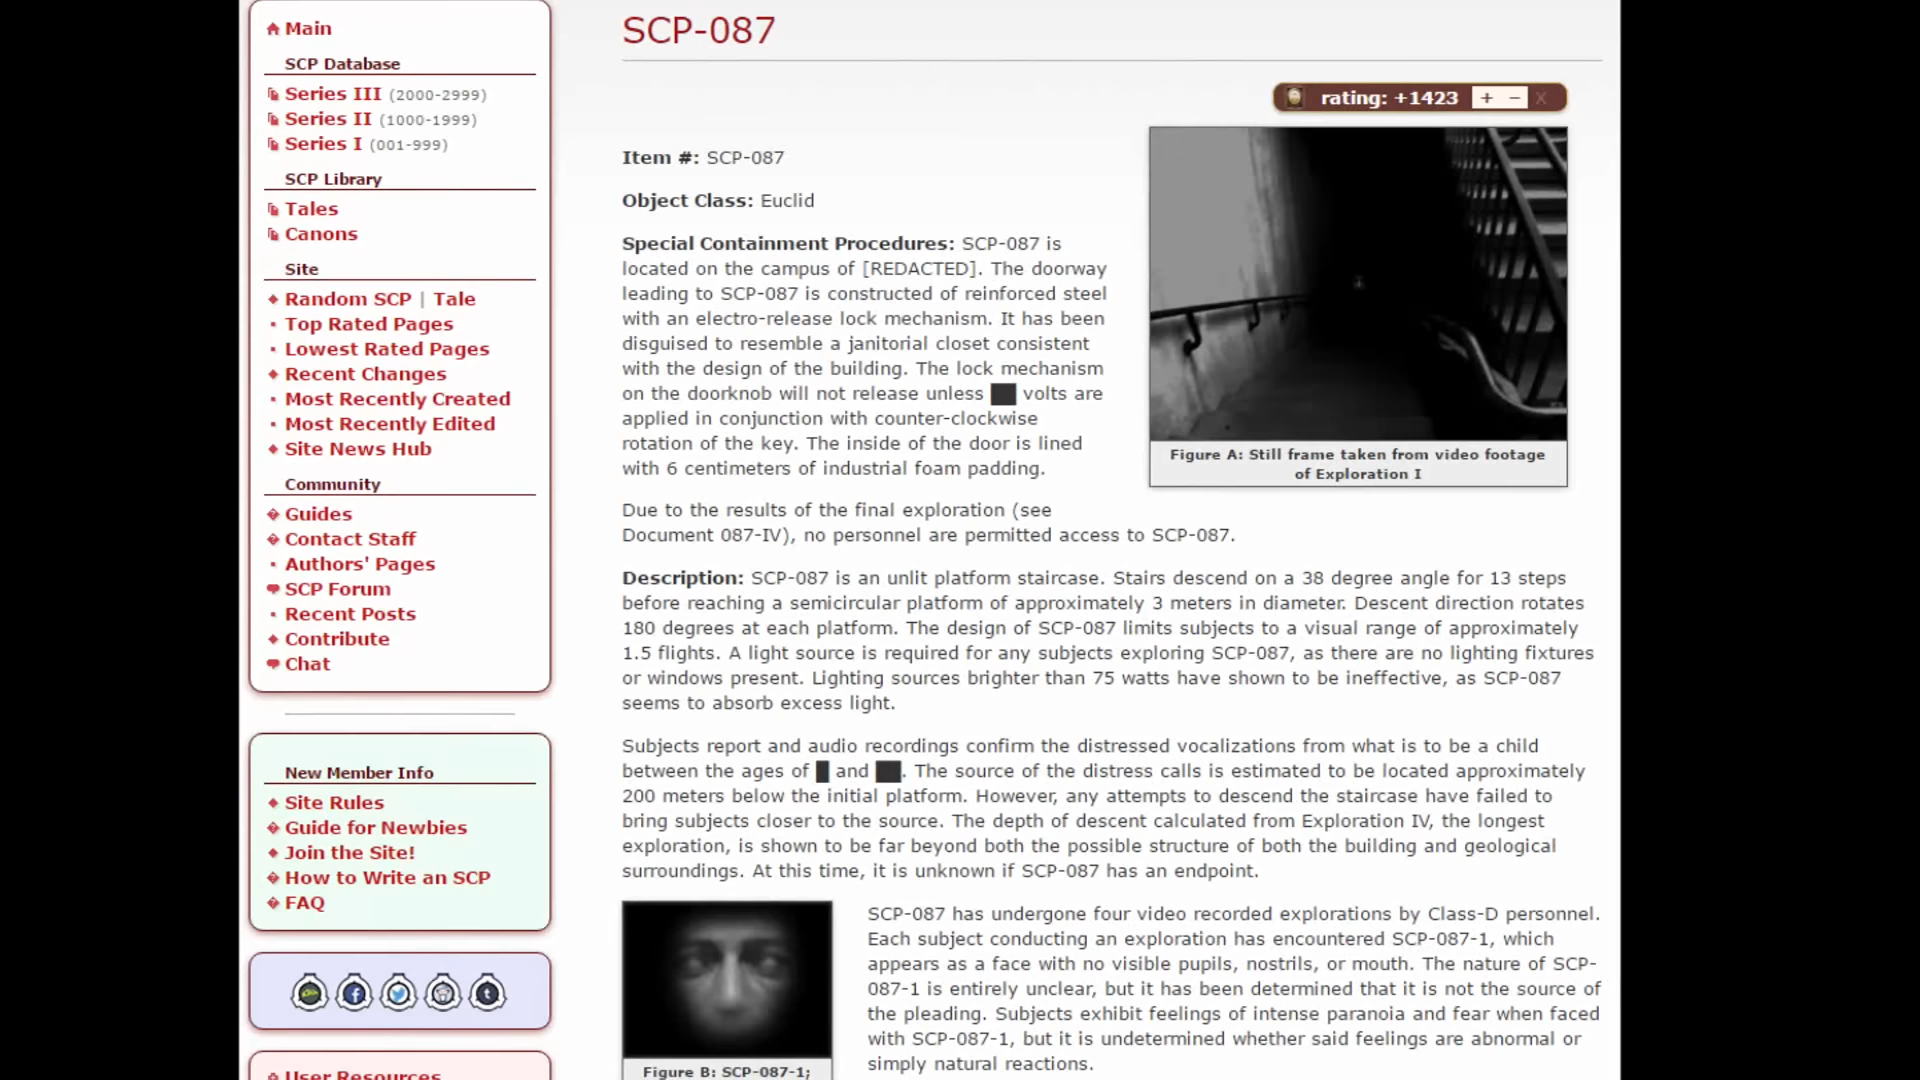 Main
SCP Database
Series III (2000-2999)
Series II (1000-1999)
Series I (001-999)
SCP Library
Tales
Canons
Site
Random SCP | Tale
Top Rated Pages
Lowest Rated Pages
Recent Changes
Most Recently Created
Most Recently Edited
Site News Hub
Community
Guides
Contact Staff
Authors' Pages
SCP Forum
Recent Posts
Contribute
Chat
New Member Info
Site Rules
Guide for Newbies
Join the Site!
How to Write an SCP
FAQ
User Resources
SCP-087
rating: +1423 + − X
Item #: SCP-087
Object Class: Euclid
Special Containment Procedures: SCP-087 is
located on the campus of [REDACTED]. The doorway
leading to SCP-087 is constructed of reinforced steel
with an electro-release lock mechanism. It has been
disguised to resemble a janitorial closet consistent
with the design of the building. The lock mechanism
on the doorknob will not release unless ██ volts are
applied in conjunction with counter-clockwise
rotation of the key. The inside of the door is lined
with 6 centimeters of industrial foam padding.
Figure A: Still frame taken from video footage
of Exploration I
Due to the results of the final exploration (see
Document 087-IV), no personnel are permitted access to SCP-087.
Description: SCP-087 is an unlit platform staircase. Stairs descend on a 38 degree angle for 13 steps
before reaching a semicircular platform of approximately 3 meters in diameter. Descent direction rotates
180 degrees at each platform. The design of SCP-087 limits subjects to a visual range of approximately
1.5 flights. A light source is required for any subjects exploring SCP-087, as there are no lighting fixtures
or windows present. Lighting sources brighter than 75 watts have shown to be ineffective, as SCP-087
seems to absorb excess light.
Subjects report and audio recordings confirm the distressed vocalizations from what is to be a child
between the ages of █ and ██. The source of the distress calls is estimated to be located approximately
200 meters below the initial platform. However, any attempts to descend the staircase have failed to
bring subjects closer to the source. The depth of descent calculated from Exploration IV, the longest
exploration, is shown to be far beyond both the possible structure of both the building and geological
surroundings. At this time, it is unknown if SCP-087 has an endpoint.
SCP-087 has undergone four video recorded explorations by Class-D personnel.
Each subject conducting an exploration has encountered SCP-087-1, which
appears as a face with no visible pupils, nostrils, or mouth. The nature of SCP-
087-1 is entirely unclear, but it has been determined that it is not the source of
the pleading. Subjects exhibit feelings of intense paranoia and fear when faced
with SCP-087-1, but it is undetermined whether said feelings are abnormal or
simply natural reactions.
Figure B: SCP-087-1;